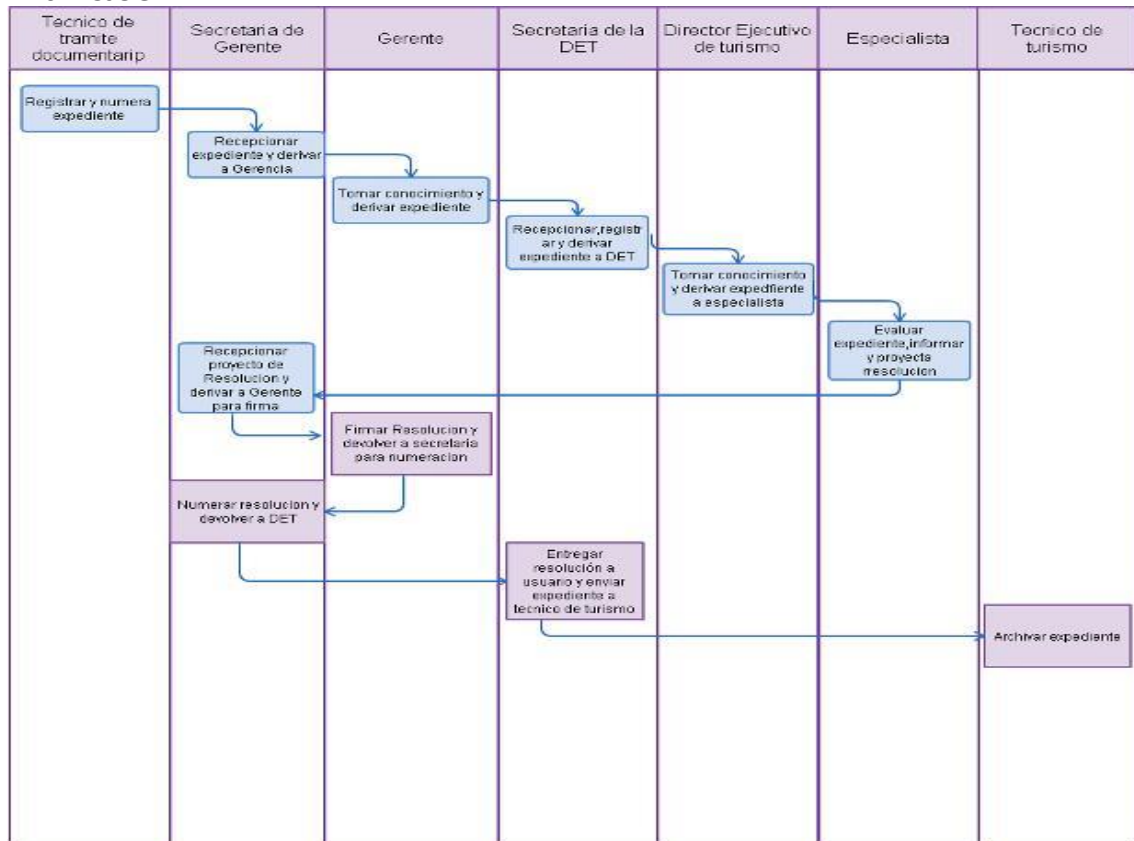 Tecnico de
tramite
documentarip
Secretaria de
Gerente
Gerente
Secretaria de la
DET
Director Ejecutivo
de turismo
Especialista
Tecnico de
turismo
Registrar y numera
expediente
Recepcionar
expediente y derivar
a Gerencia
Tomar conocimiento y
derivar expediente
Recepcionar,registr
ar y derivar
expediente a DET
Tomar conocimiento
y derivar expedfiente
a especialista
Evaluar
expediente,informar
y proyecta
rresolucion
Recepcionar
proyecto de
Resolucion y
derivar a Gerente
para firma
Firmar Resolucion y
devolver a secretaria
para numeracion
Numerar resolucion y
devolver a DET
Entregar
resolución a
usuario y enviar
expediente a
tecnico de turismo
Archivar expediente